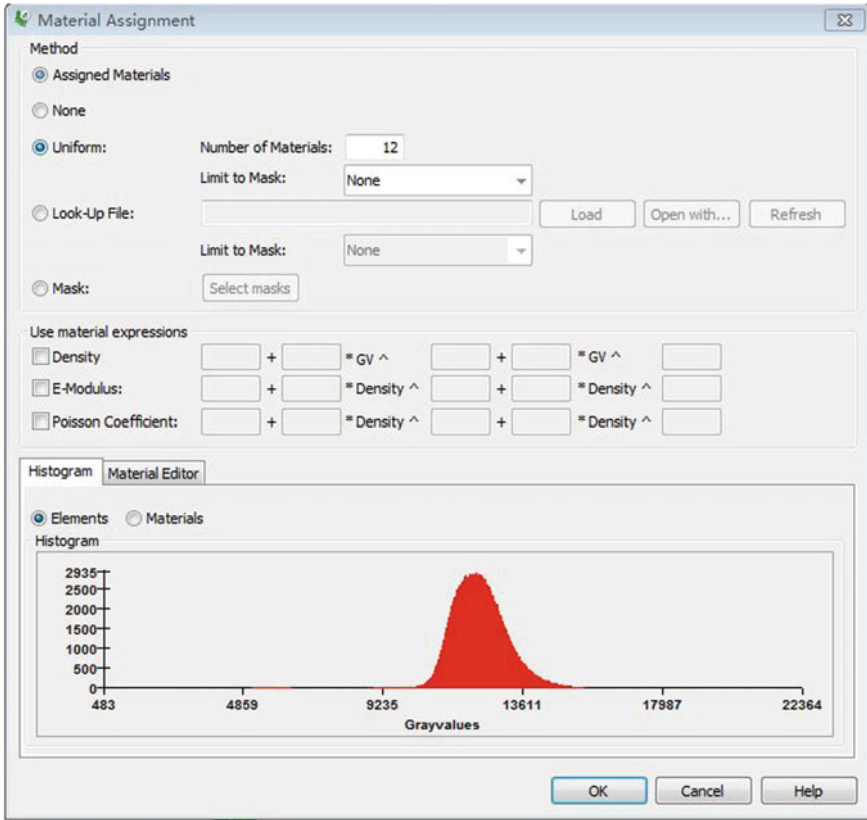 Material Assignment
Method
Assigned Materials
None
Uniform: Number of Materials: 12
Limit to Mask: None
Look-Up File: Load Open with... Refresh
Limit to Mask: None
Mask: Select masks
Use material expressions
Density + * GV ^ + * GV ^
E-Modulus: + * Density ^ + * Density ^
Poisson Coefficient: + * Density ^ + * Density ^
Histogram Material Editor
Elements Materials
Histogram
2935
2500
2000
1500
1000
500
0
483 4859 9235 13611 17987 22364
Grayvalues
OK Cancel Help